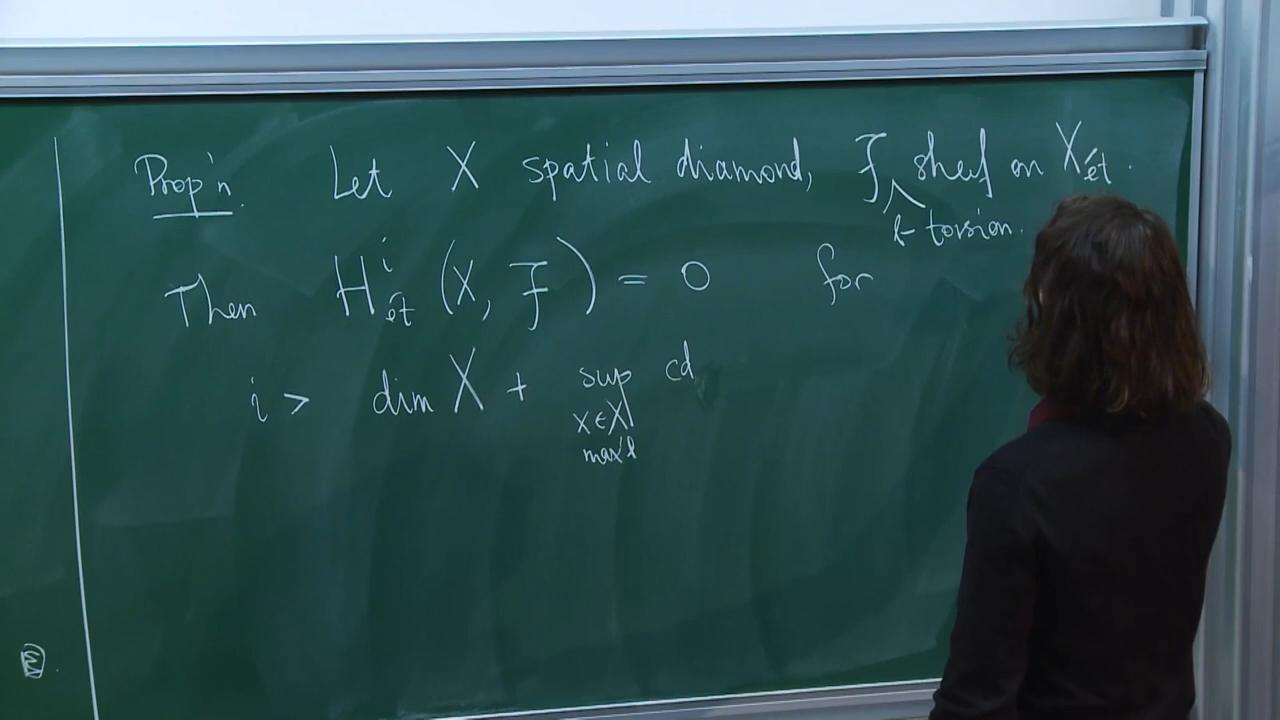 Prop'n. Let X spatial diamond, ℱ sheaf on X_ét.
ℓ-torsion.
Then H^i_ét (X, ℱ) = 0 for
i > dim X + sup cd
x∈X
max'l